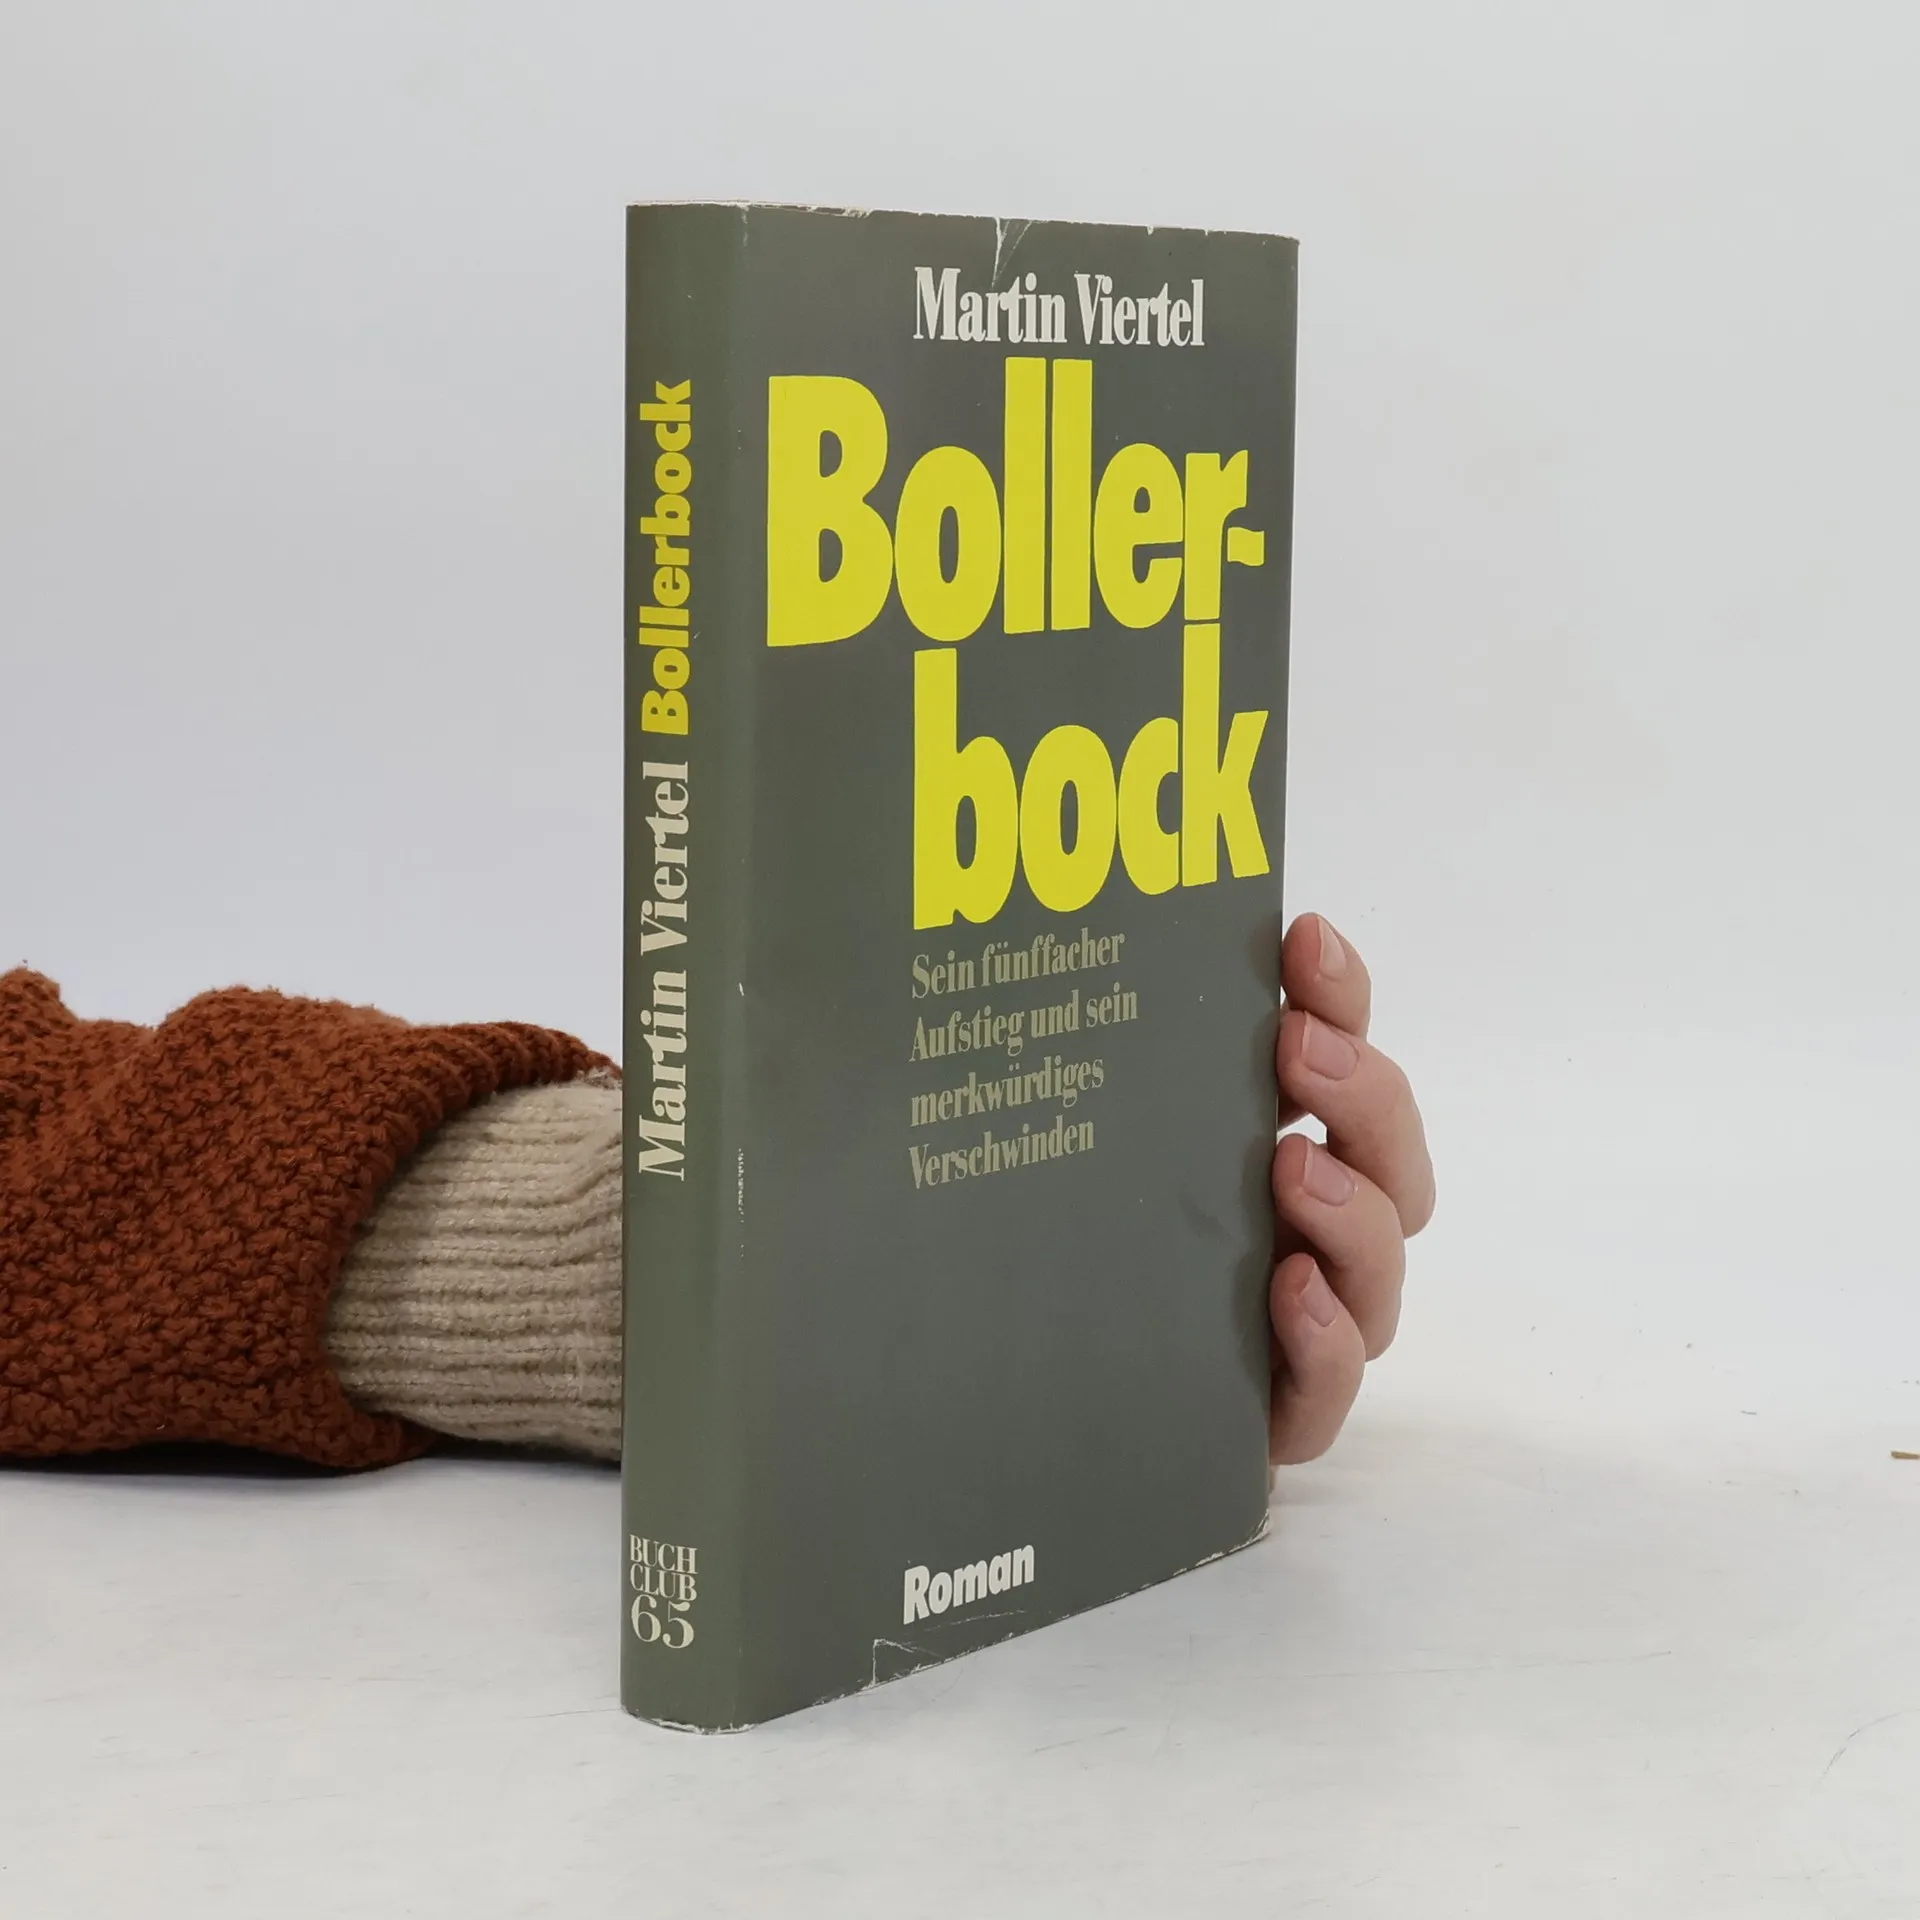 Martin Viertel
Boller-
bock
Sein fünffacher
Aufstieg und sein
merkwürdiges
Verschwinden
Roman
Martin Viertel Bollerbock
BUCH
CLUB
65